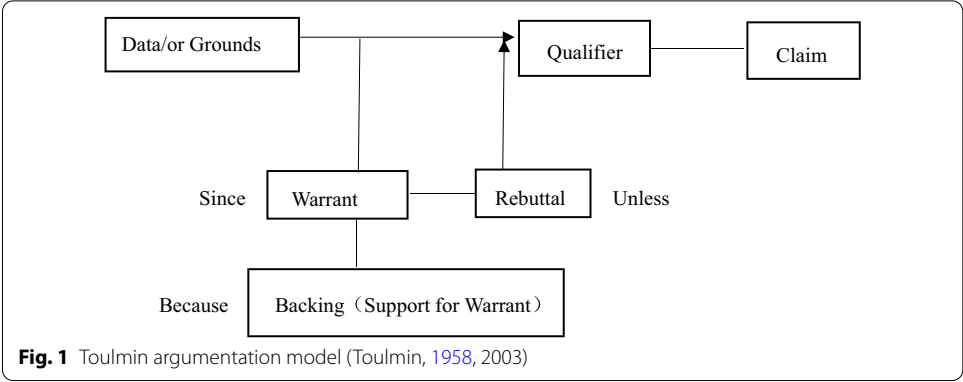 Data/or Grounds
Qualifier
Claim
Since
Warrant
Rebuttal
Unless
Because
Backing（Support for Warrant）
Fig. 1 Toulmin argumentation model (Toulmin, 1958, 2003)